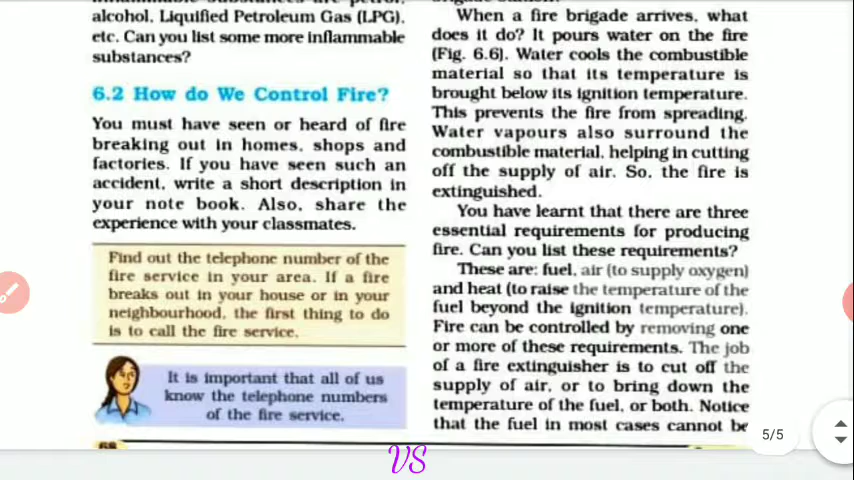 alcohol, Liquified Petroleum Gas (LPG),
etc. Can you list some more inflammable
substances?
6.2 How do We Control Fire?
You must have seen or heard of fire
breaking out in homes, shops and
factories. If you have seen such an
accident, write a short description in
your note book. Also, share the
experience with your classmates.
Find out the telephone number of the
fire service in your area. If a fire
breaks out in your house or in your
neighbourhood, the first thing to do
is to call the fire service.
It is important that all of us
know the telephone numbers
of the fire service.
68
When a fire brigade arrives, what
does it do? It pours water on the fire
(Fig. 6.6). Water cools the combustible
material so that its temperature is
brought below its ignition temperature.
This prevents the fire from spreading.
Water vapours also surround the
combustible material, helping in cutting
off the supply of air. So, the fire is
extinguished.
You have learnt that there are three
essential requirements for producing
fire. Can you list these requirements?
These are: fuel, air (to supply oxygen)
and heat (to raise the temperature of the
fuel beyond the ignition temperature).
Fire can be controlled by removing one
or more of these requirements. The job
of a fire extinguisher is to cut off the
supply of air, or to bring down the
temperature of the fuel, or both. Notice
that the fuel in most cases cannot be
5/5
VS